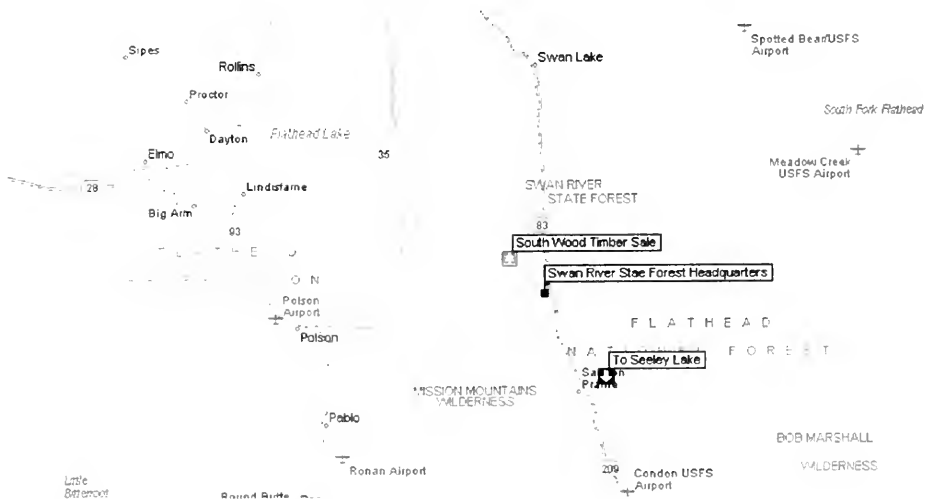 Spotted Bear/USFS
Airport
Sipes
Swan Lake
Rollins
Proctor
South Fork Flathead
Dayton
Flathead Lake
Elmo
35
Meadow Creek
USFS Airport
28
Lindisfarne
SWAN RIVER
STATE FOREST
Big Arm
83
93
South Wood Timber Sale
Swan River Stae Forest Headquarters
O N
Polson
Airport
FLATHEAD
Polson
FOREST
To Seeley Lake
Prairie
MISSION MOUNTAINS
WILDERNESS
Pablo
BOB MARSHALL
WILDERNESS
Ronan Airport
209
Condon USFS
Airport
Little
Bitterroot
Round Butte